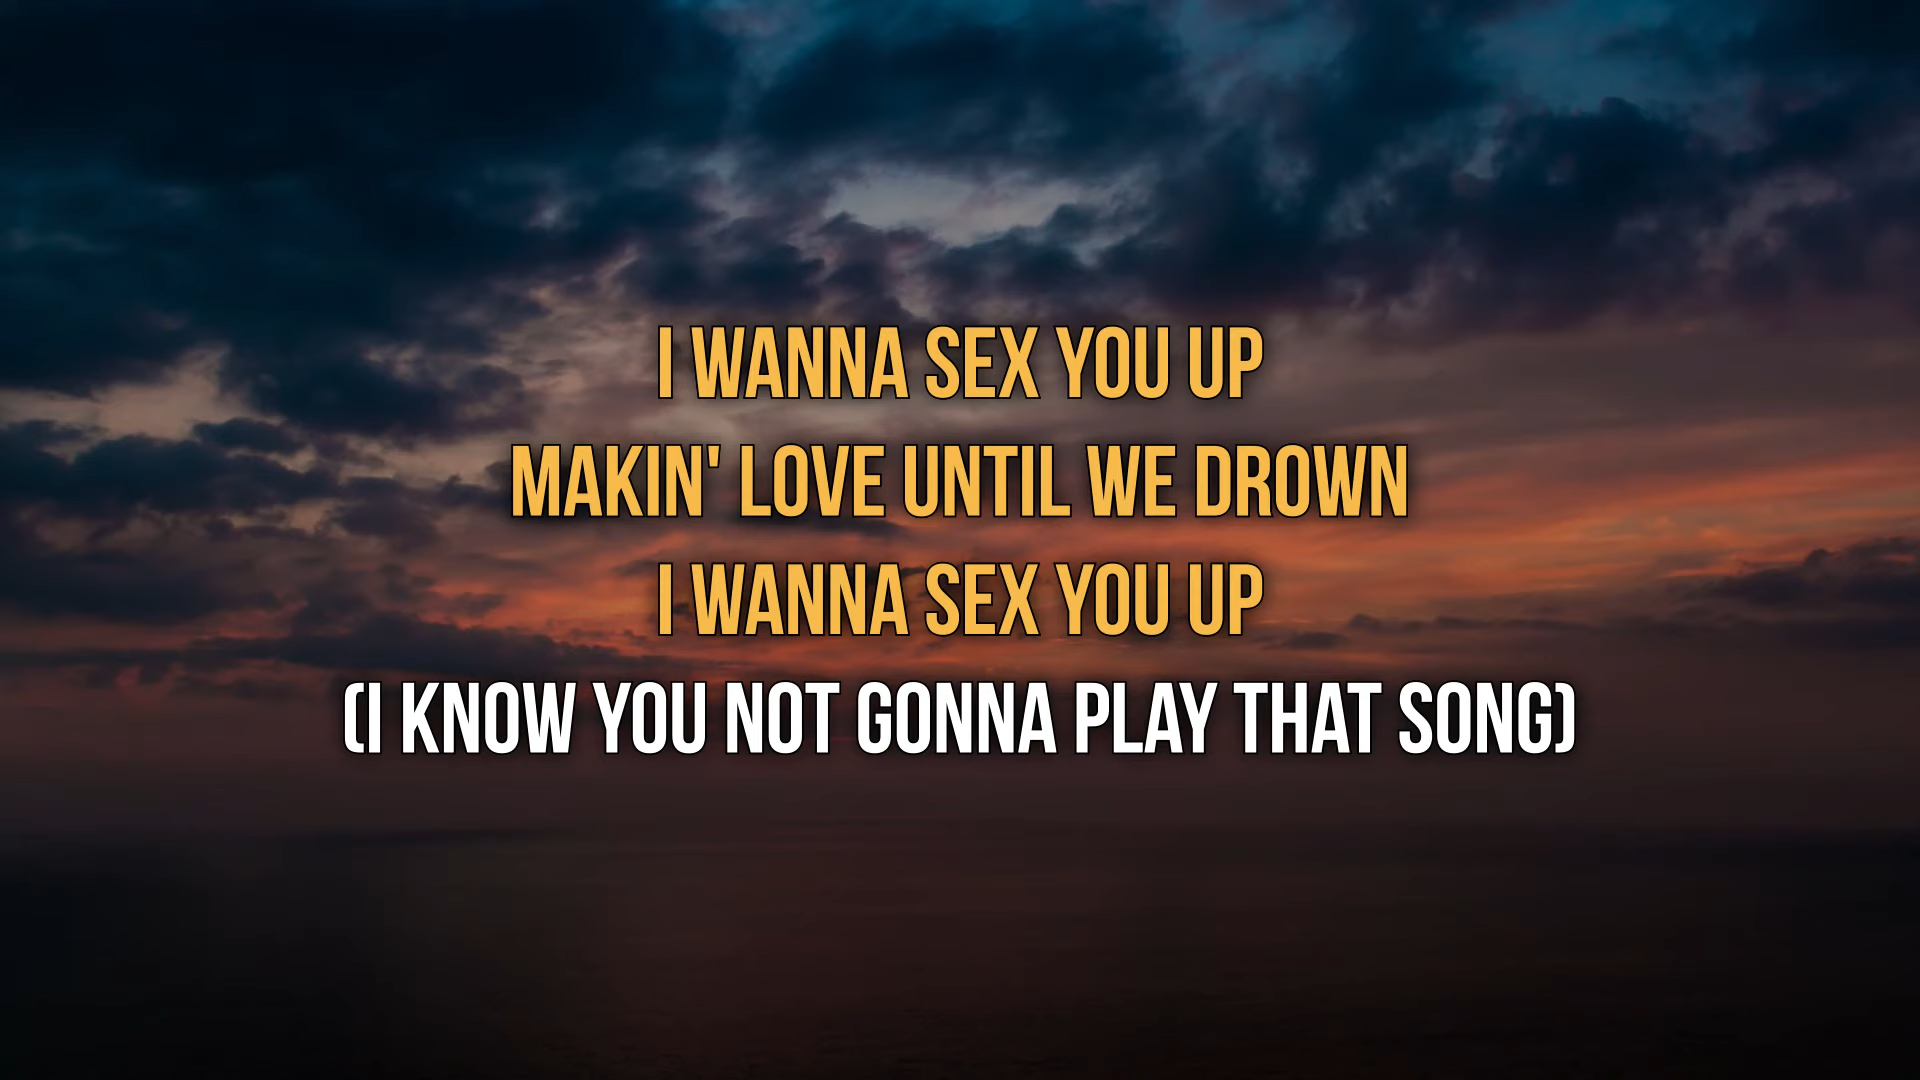 I WANNA SEX YOU UP
MAKIN' LOVE UNTIL WE DROWN
I WANNA SEX YOU UP
(I KNOW YOU NOT GONNA PLAY THAT SONG)